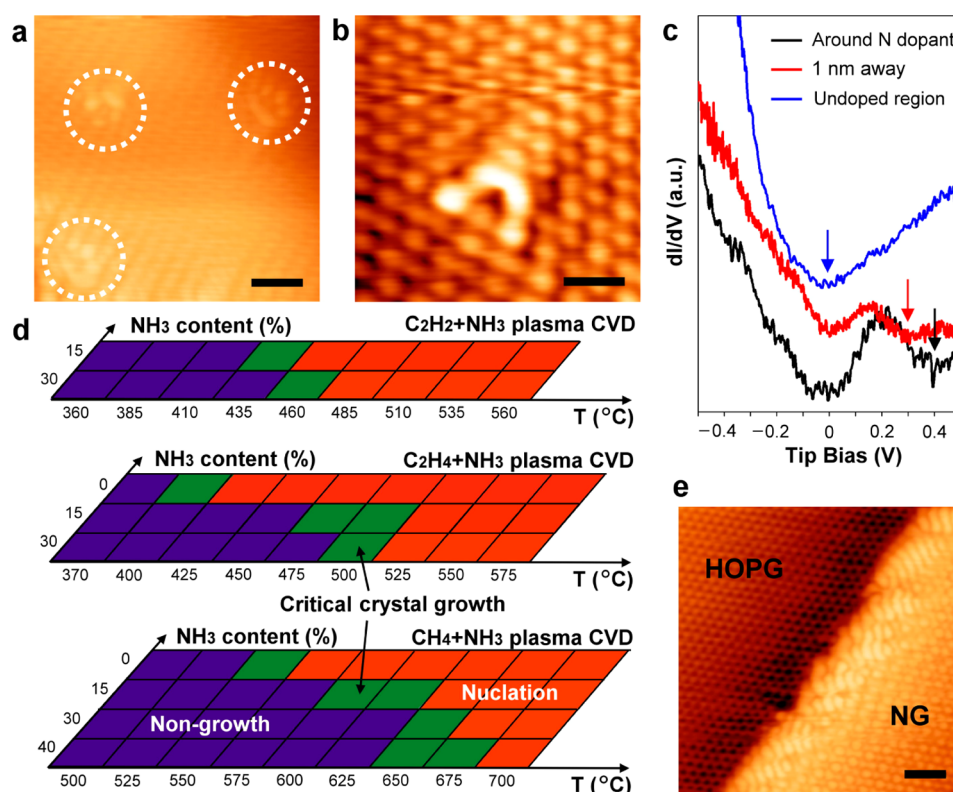 a
b
c
Around N dopant
1 nm away
Undoped region
dI/dV (a.u.)
−0.4 −0.2 0 0.2 0.4
Tip Bias (V)
d
NH3 content (%)
C2H2+NH3 plasma CVD
15
30
360 385 410 435 460 485 510 535 560
T (°C)
NH3 content (%)
C2H4+NH3 plasma CVD
0
15
30
370 400 425 450 475 500 525 550 575
T (°C)
Critical crystal growth
NH3 content (%)
CH4+NH3 plasma CVD
0
15
30
40
Nuclation
Non-growth
500 525 550 575 600 625 650 675 700
T (°C)
e
HOPG
NG